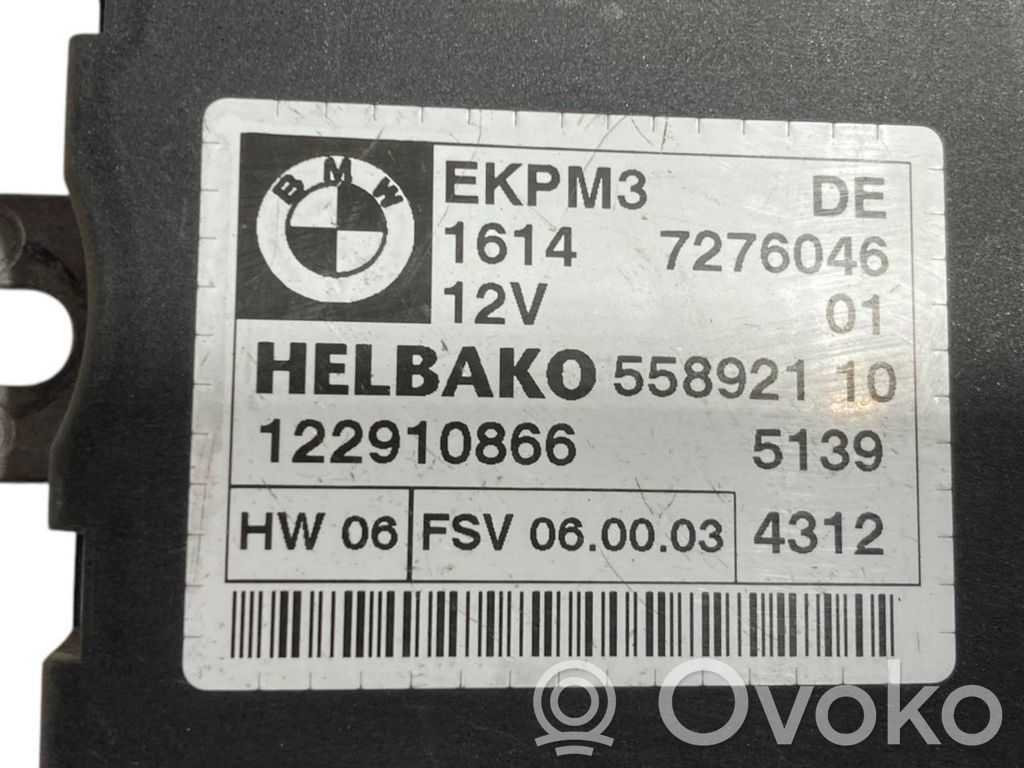 BMW
EKPM3 DE
1614 7276046
12V 01
HELBAKO 558921 10
122910866 5139
HW 06 FSV 06.00.03 4312
Ovoko